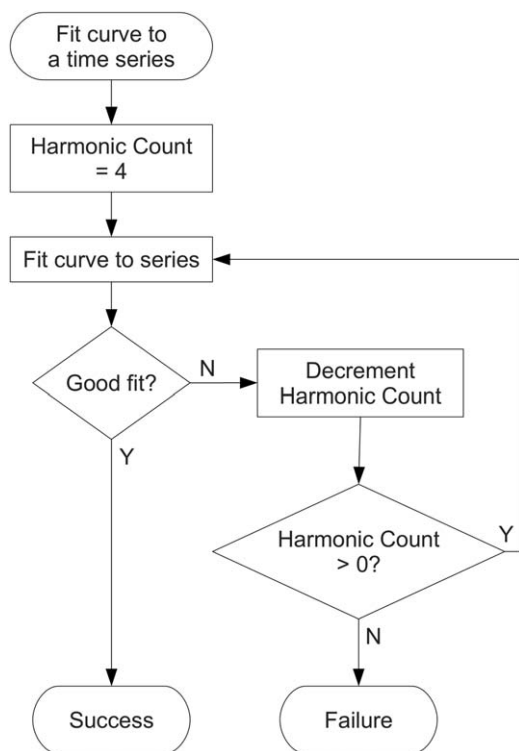 Fit curve to
a time series
Harmonic Count
= 4
Fit curve to series
Good fit?
N
Decrement
Harmonic Count
Y
Harmonic Count
> 0?
Y
N
Success
Failure